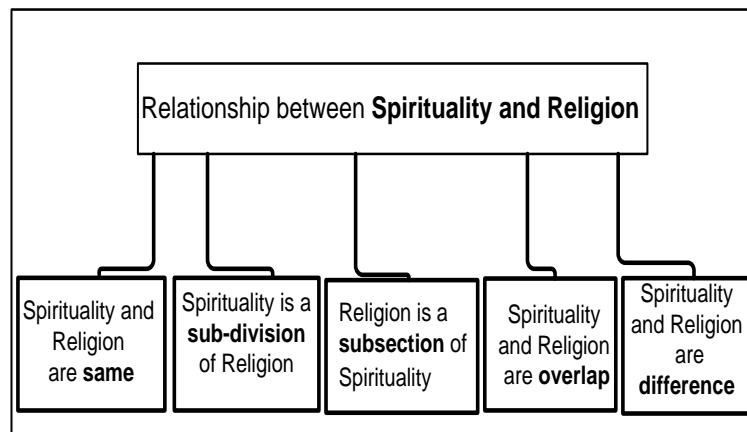 Relationship between Spirituality and Religion
Spirituality and
Religion
are same
Spirituality is a
sub-division
of Religion
Religion is a
subsection of
Spirituality
Spirituality
and Religion
are overlap
Spirituality
and Religion
are
difference